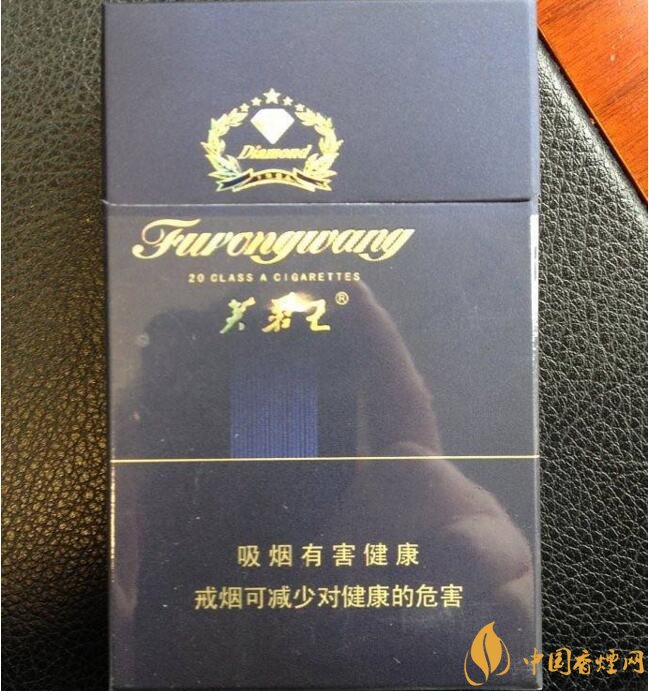 Diamond
Furongwang
20 CLASS A CIGARETTES
芙蓉王®
吸烟有害健康
戒烟可减少对健康的危害
中国香烟网